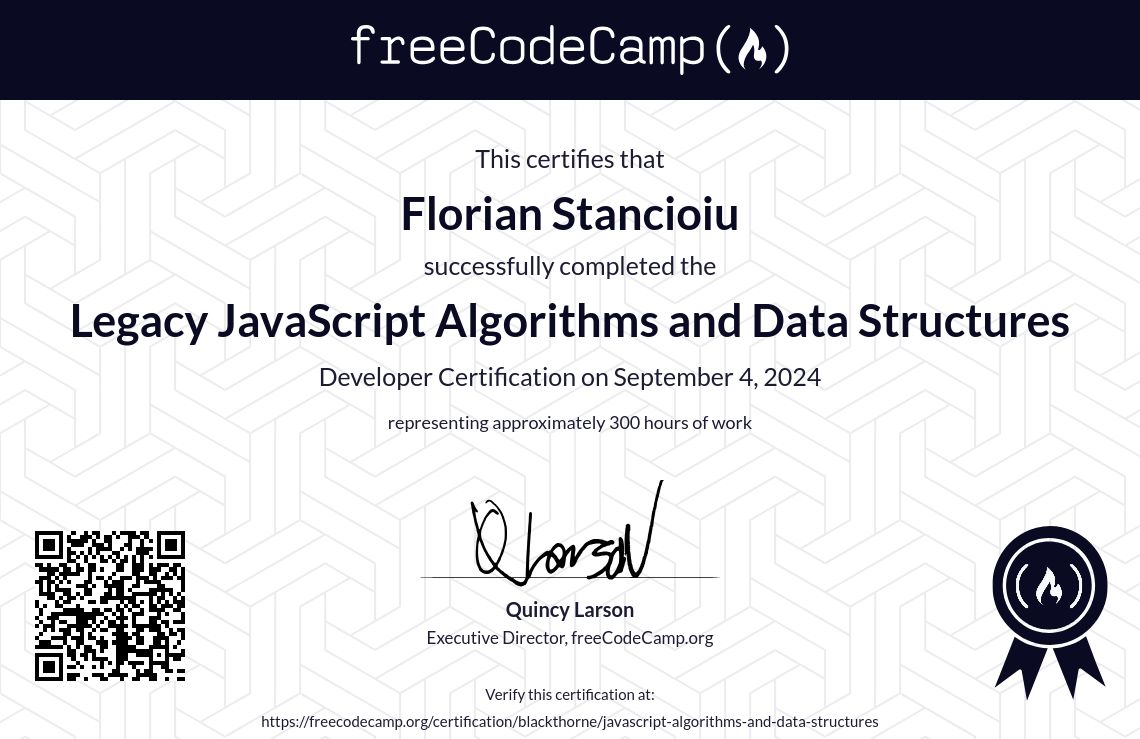 freeCodeCamp
This certifies that
Florian Stancioiu
successfully completed the
Legacy JavaScript Algorithms and Data Structures
Developer Certification on September 4, 2024
representing approximately 300 hours of work
QLarson
Quincy Larson
Executive Director, freeCodeCamp.org
Verify this certification at:
https://freecodecamp.org/certification/blackthorne/javascript-algorithms-and-data-structures